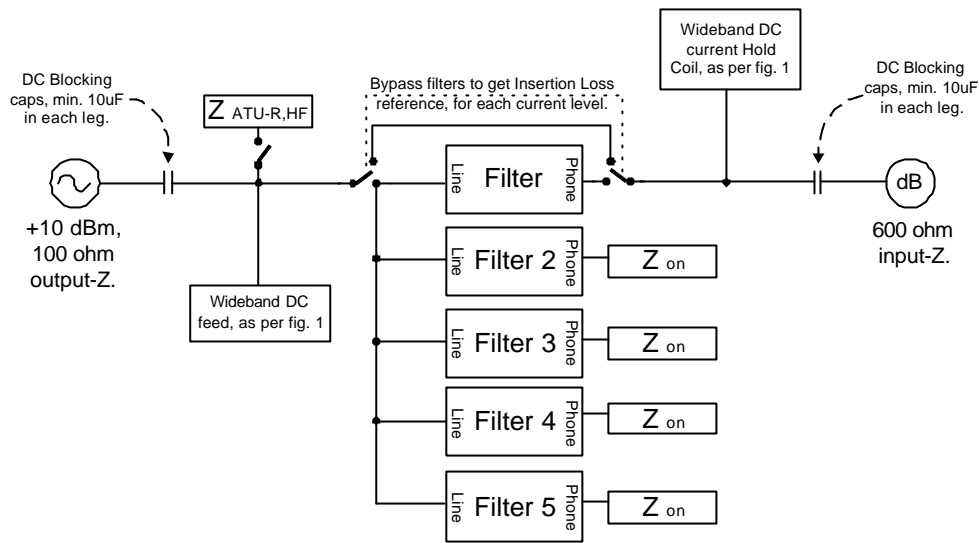 Wideband DC
current Hold
Coil, as per fig. 1
DC Blocking
caps, min. 10uF
in each leg.
Bypass filters to get Insertion Loss
reference, for each current level.
DC Blocking
caps, min. 10uF
in each leg.
Z ATU-R,HF
Line
Filter
Phone
dB
+10 dBm,
100 ohm
output-Z.
600 ohm
input-Z.
Line
Filter 2
Phone
Z on
Wideband DC
feed, as per fig. 1
Line
Filter 3
Phone
Z on
Line
Filter 4
Phone
Z on
Line
Filter 5
Phone
Z on